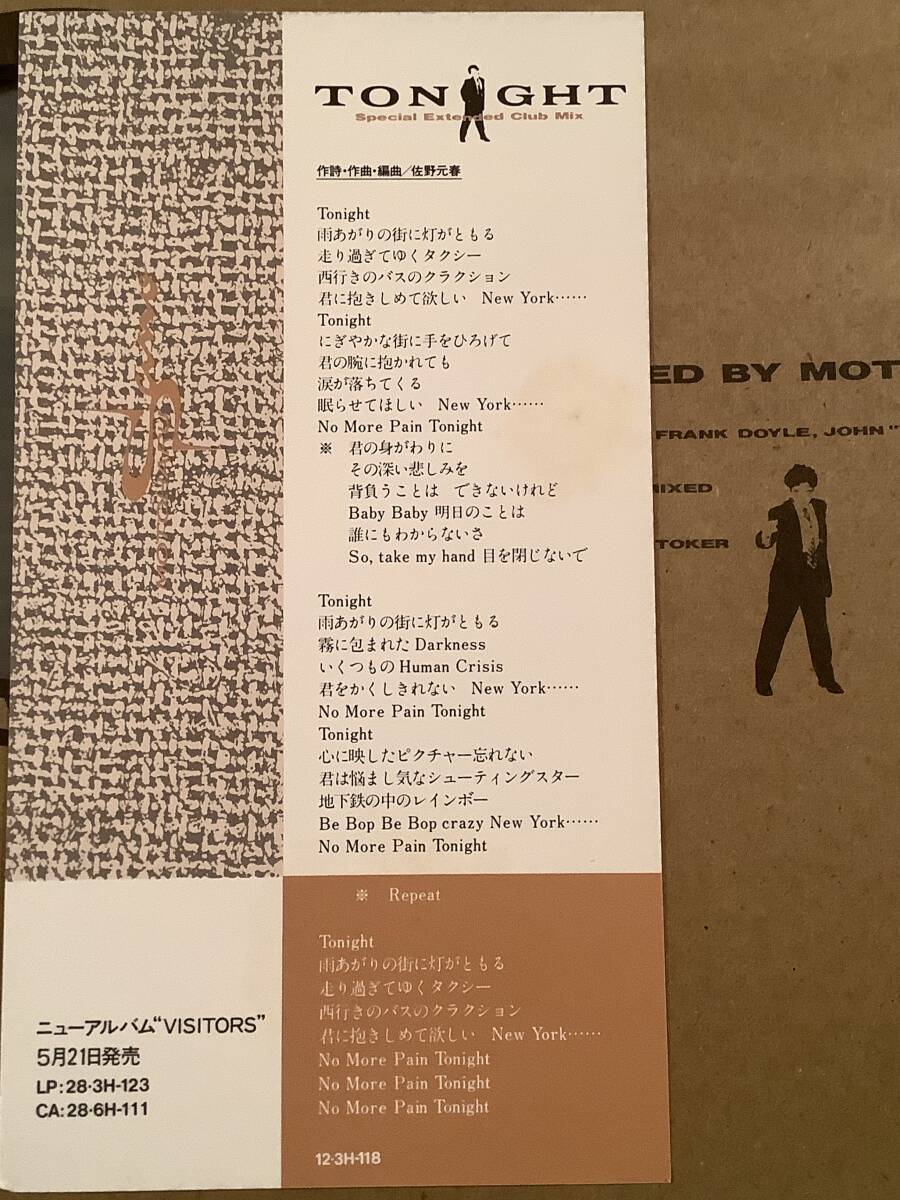 TONIGHT
Special Extended Club Mix
作詩・作曲・編曲/佐野元春
Tonight
雨あがりの街に灯がともる
走り過ぎてゆくタクシー
西行きのバスのクラクション
君に抱きしめて欲しい New York……
Tonight
にぎやかな街に手をひろげて
君の腕に抱かれても
涙が落ちてくる
眠らせてほしい New York……
No More Pain Tonight
※ 君の身がわりに
その深い悲しみを
背負うことは できないけれど
Baby Baby 明日のことは
誰にもわからないさ
So, take my hand 目を閉じないで
Tonight
雨あがりの街に灯がともる
霧に包まれた Darkness
いくつもの Human Crisis
君をかくしきれない New York……
No More Pain Tonight
Tonight
心に映したピクチャー忘れない
君は悩まし気なシューティングスター
地下鉄の中のレインボー
Be Bop Be Bop crazy New York……
No More Pain Tonight
※ Repeat
Tonight
雨あがりの街に灯がともる
走り過ぎてゆくタクシー
西行きのバスのクラクション
君に抱きしめて欲しい New York……
No More Pain Tonight
No More Pain Tonight
No More Pain Tonight
12・3H-118
ニューアルバム“VISITORS”
5月21日発売
LP:28・3H-123
CA:28・6H-111
ED BY MOT
FRANK DOYLE, JOHN "
MIXED
TOKER